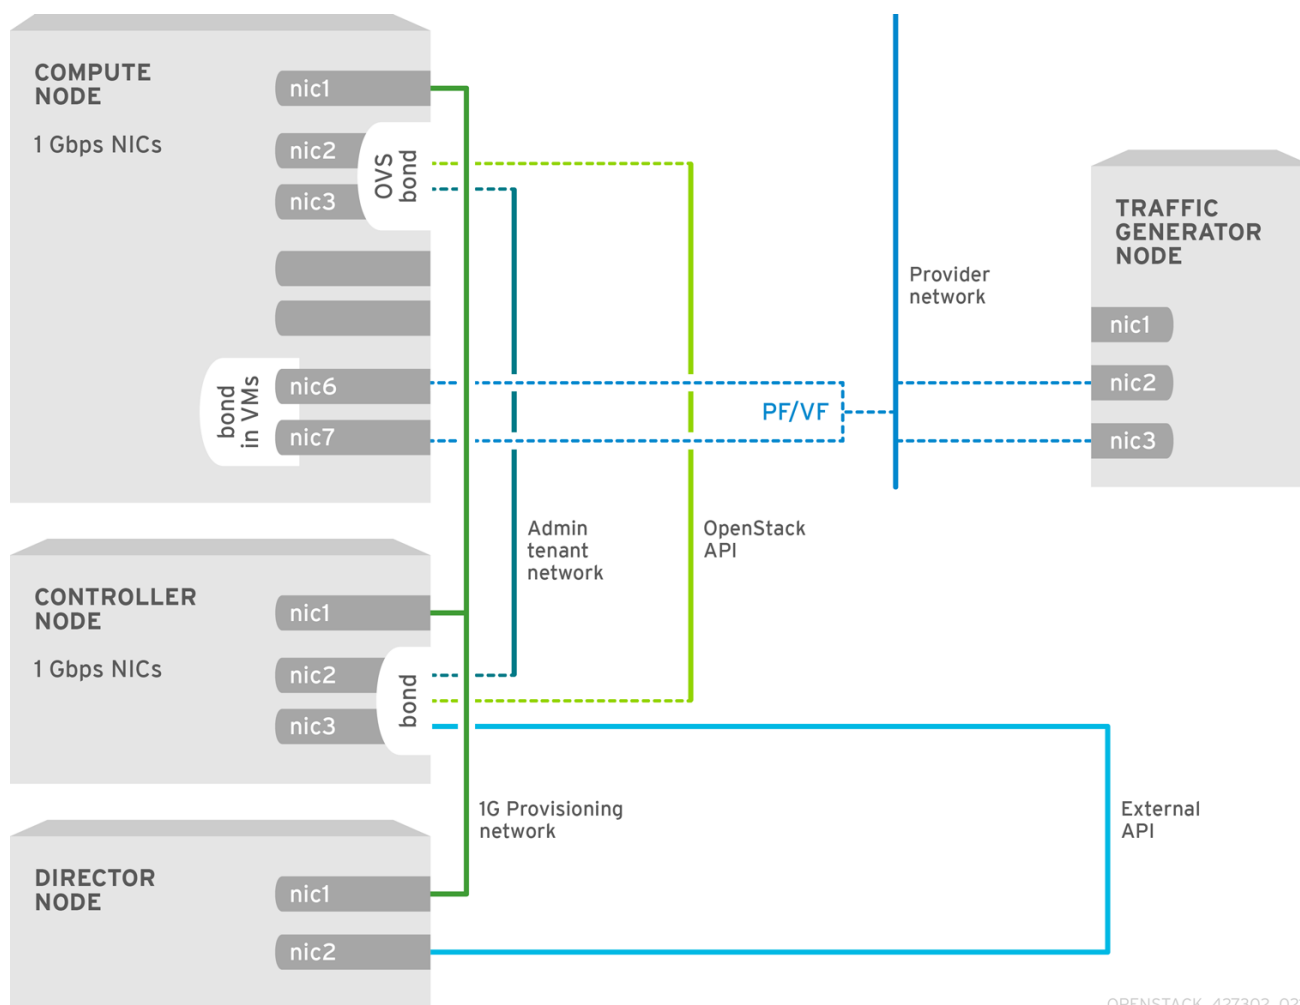 COMPUTE
NODE
1 Gbps NICs
nic1
nic2
nic3
OVS
bond
nic6
nic7
bond
in VMs
PF/VF
Provider
network
TRAFFIC
GENERATOR
NODE
nic1
nic2
nic3
Admin
tenant
network
OpenStack
API
CONTROLLER
NODE
1 Gbps NICs
nic1
nic2
nic3
bond
1G Provisioning
network
External
API
DIRECTOR
NODE
nic1
nic2